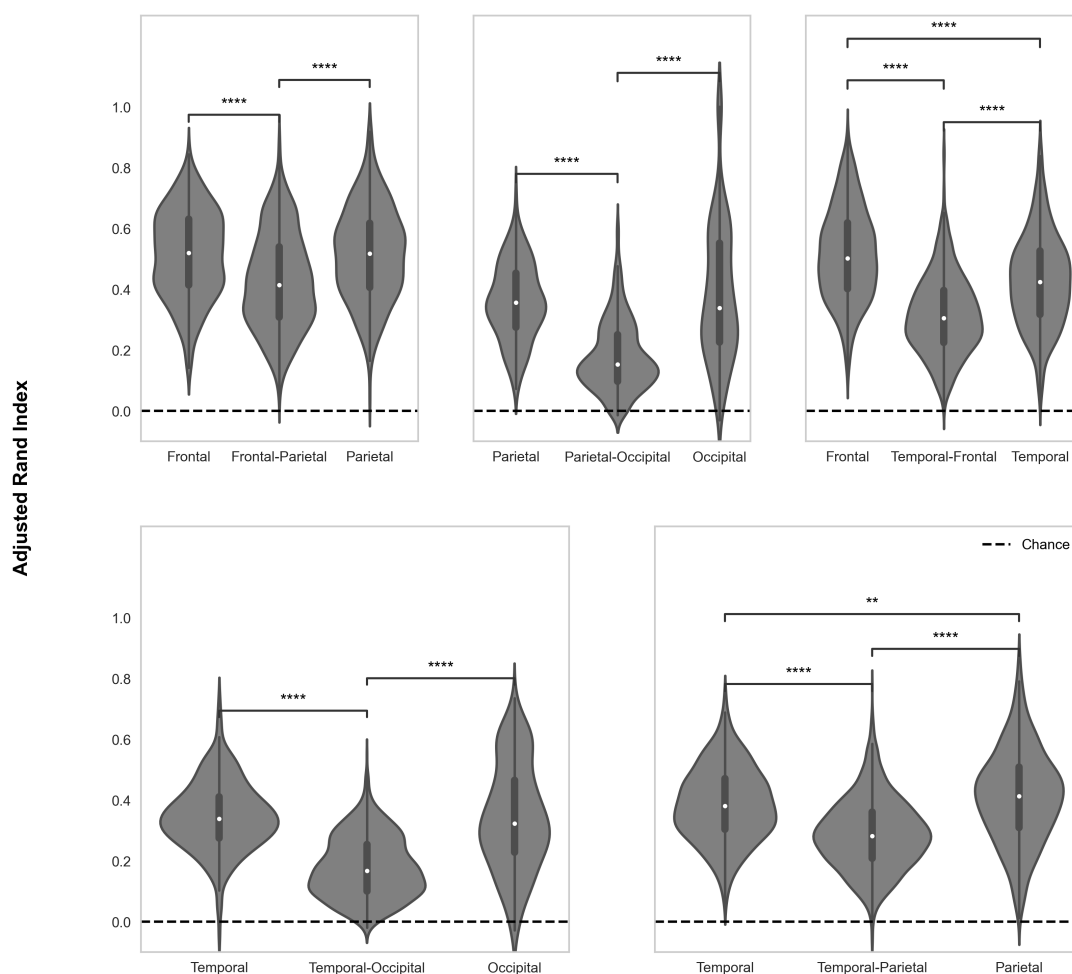 Adjusted Rand Index
**** ****
1.0
0.8
0.6
0.4
0.2
0.0
Frontal Frontal-Parietal Parietal
**** ****
Parietal Parietal-Occipital Occipital
****
**** ****
Frontal Temporal-Frontal Temporal
**** ****
1.0
0.8
0.6
0.4
0.2
0.0
Temporal Temporal-Occipital Occipital
Chance
**
**** ****
Temporal Temporal-Parietal Parietal